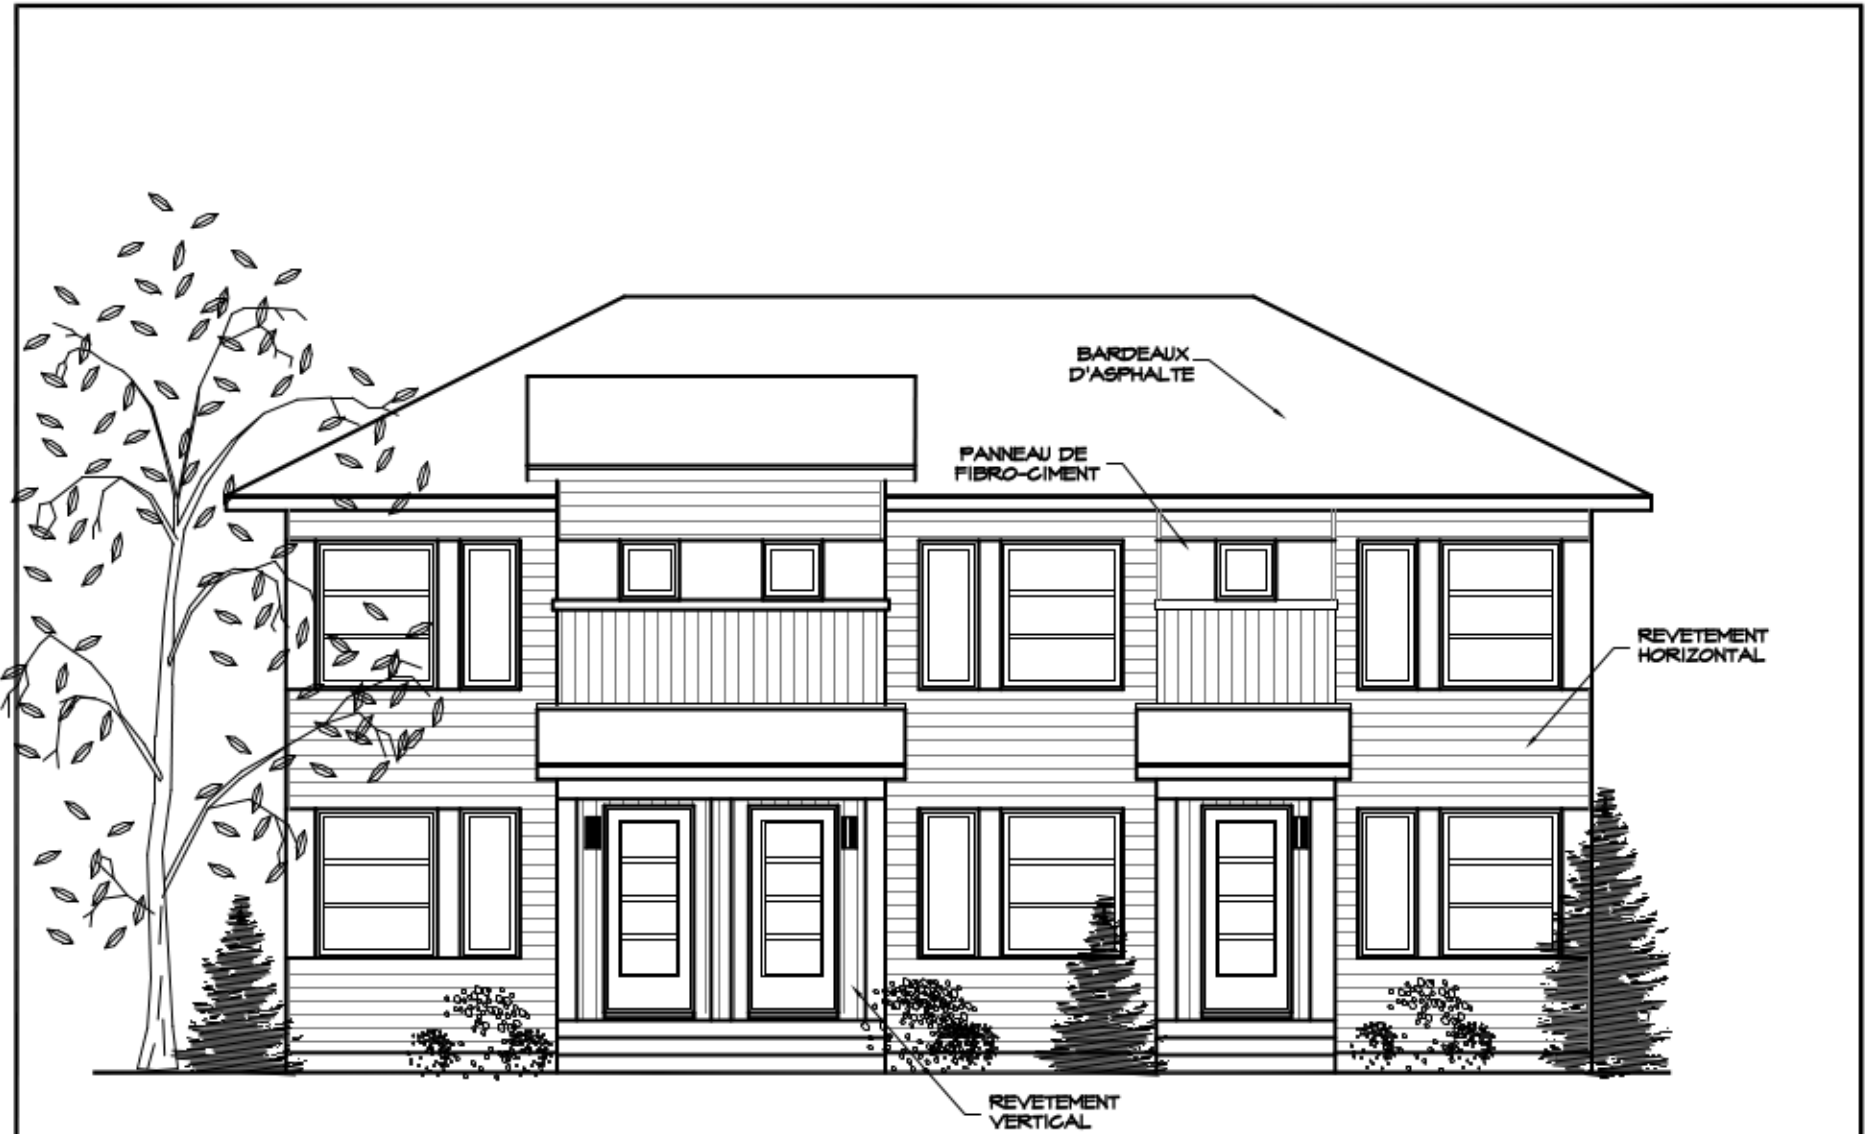 BARDEAUX
D'ASPHALTE
PANNEAU DE
FIBRO-CIMENT
REVETEMENT
HORIZONTAL
REVETEMENT
VERTICAL